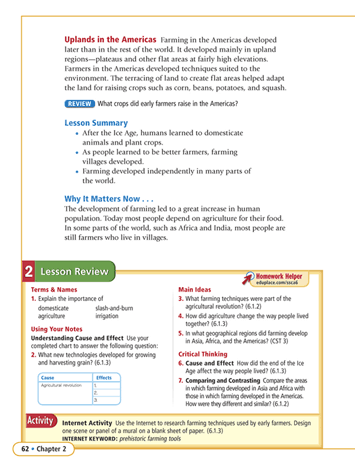 Uplands in the Americas Farming in the Americas developed
later than in the rest of the world. It developed mainly in upland
regions—plateaus and other flat areas at fairly high elevations.
Farmers in the Americas developed techniques suited to the
environment. The terracing of land to create flat areas helped adapt
the land for raising crops such as corn, beans, potatoes, and squash.
REVIEW What crops did early farmers raise in the Americas?
Lesson Summary
• After the Ice Age, humans learned to domesticate
animals and plant crops.
• As people learned to be better farmers, farming
villages developed.
• Farming developed independently in many parts of
the world.
Why It Matters Now . . .
The development of farming led to a great increase in human
population. Today most people depend on agriculture for their food.
In some parts of the world, such as Africa and India, most people are
still farmers who live in villages.
2 Lesson Review
Homework Helper
eduplace.com/sscab
Terms & Names
1. Explain the importance of
domesticate slash-and-burn
agriculture irrigation
Using Your Notes
Understanding Cause and Effect Use your
completed chart to answer the following question:
2. What new technologies developed for growing
and harvesting grain? (6.1.3)
Cause Effects
Agricultural revolution 1.
2.
3.
Main Ideas
3. What farming techniques were part of the
agricultural revolution? (6.1.2)
4. How did agriculture change the way people lived
together? (6.1.3)
5. In what geographical regions did farming develop
in Asia, Africa, and the Americas? (CST 3)
Critical Thinking
6. Cause and Effect How did the end of the Ice
Age affect the way people lived? (6.1.3)
7. Comparing and Contrasting Compare the areas
in which farming developed in Asia and Africa with
those in which farming developed in the Americas.
How were they different and similar? (6.1.2)
Activity
Internet Activity Use the Internet to research farming techniques used by early farmers. Design
one scene or panel of a mural on a blank sheet of paper. (6.1.3)
INTERNET KEYWORD: prehistoric farming tools
62 • Chapter 2